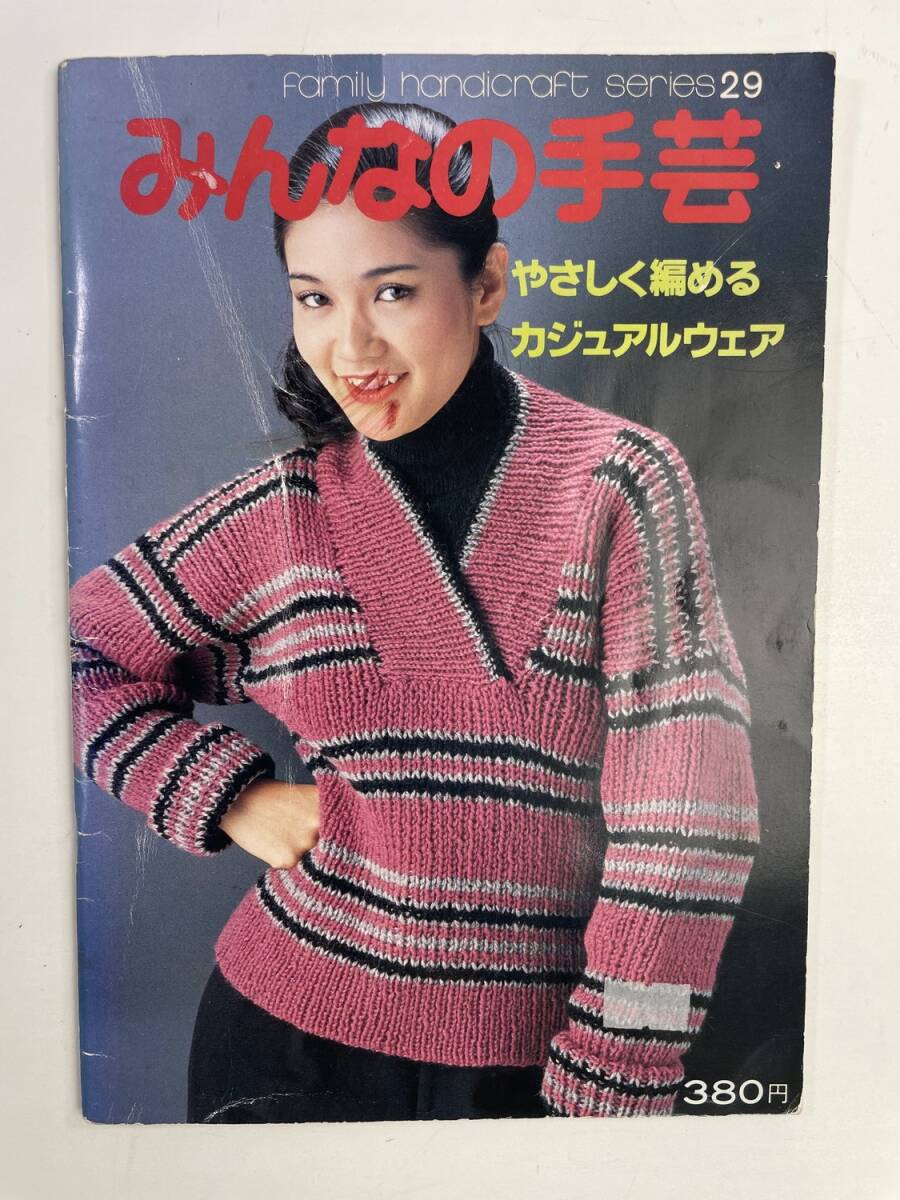 family handicraft series 29
みんなの手芸
やさしく編める
カジュアルウェア
380円